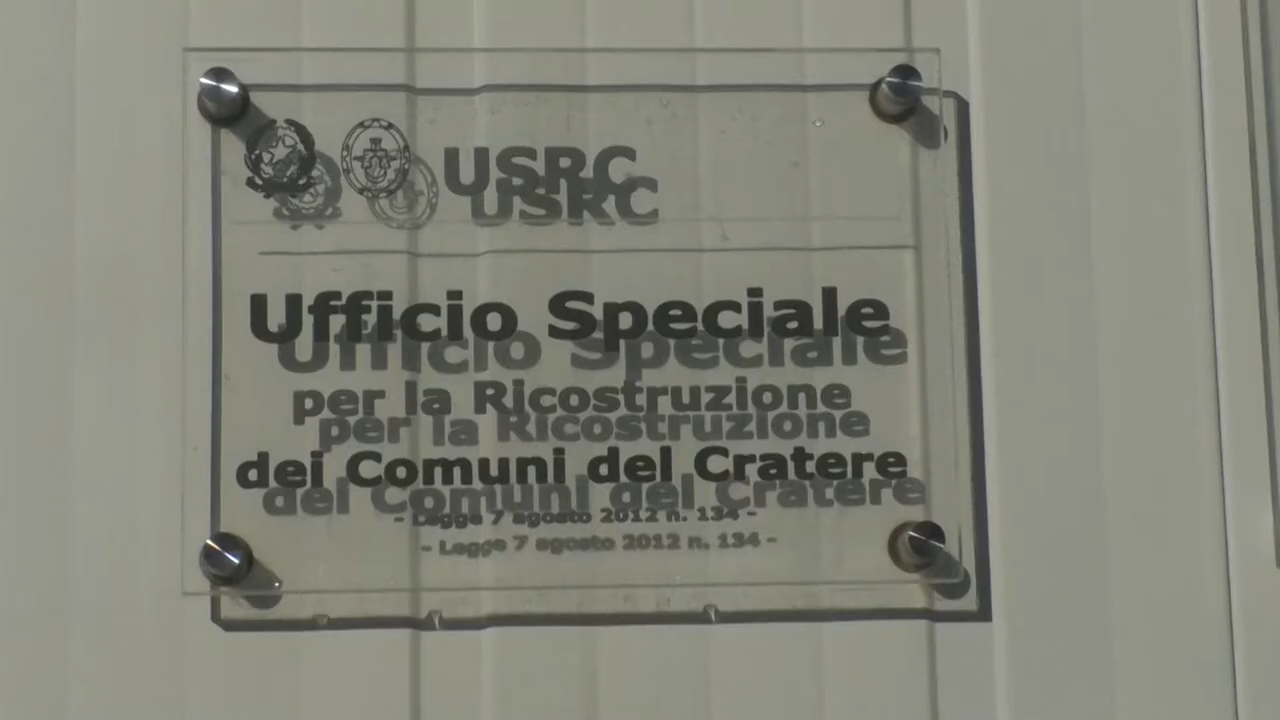 USRC
Ufficio Speciale
per la Ricostruzione
dei Comuni del Cratere
- Legge 7 agosto 2012 n. 134 -